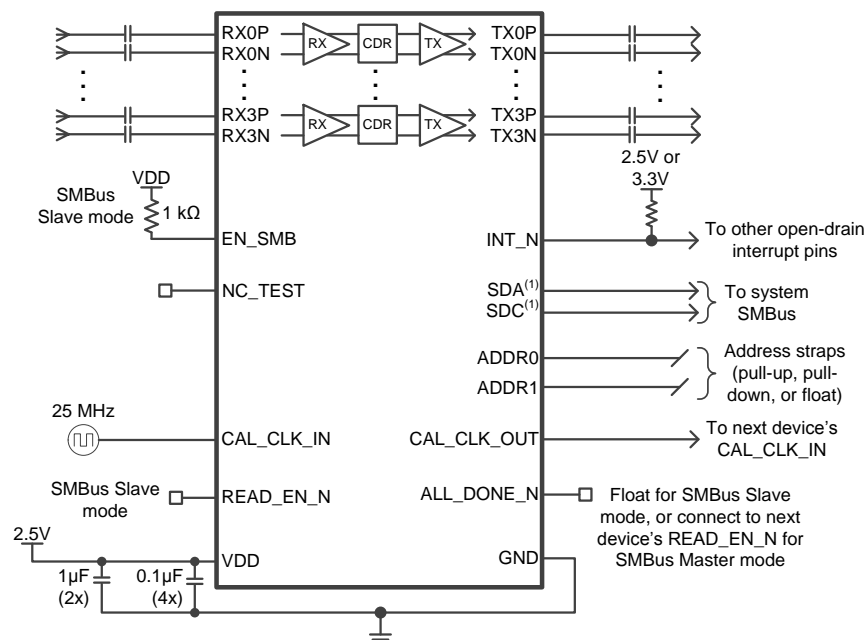 RX0P
RX0N
RX
CDR
TX
TX0P
TX0N
RX3P
RX3N
RX
CDR
TX
TX3P
TX3N
2.5V or
3.3V
VDD
SMBus
Slave mode
1 kΩ
EN_SMB
INT_N
To other open-drain
interrupt pins
NC_TEST
SDA(1)
SDC(1)
To system
SMBus
ADDR0
ADDR1
Address straps
(pull-up, pull-
down, or float)
25 MHz
CAL_CLK_IN
CAL_CLK_OUT
To next device's
CAL_CLK_IN
SMBus Slave
mode
READ_EN_N
ALL_DONE_N
Float for SMBus Slave
mode, or connect to next
device's READ_EN_N for
SMBus Master mode
2.5V
VDD
GND
1µF
(2x)
0.1µF
(4x)